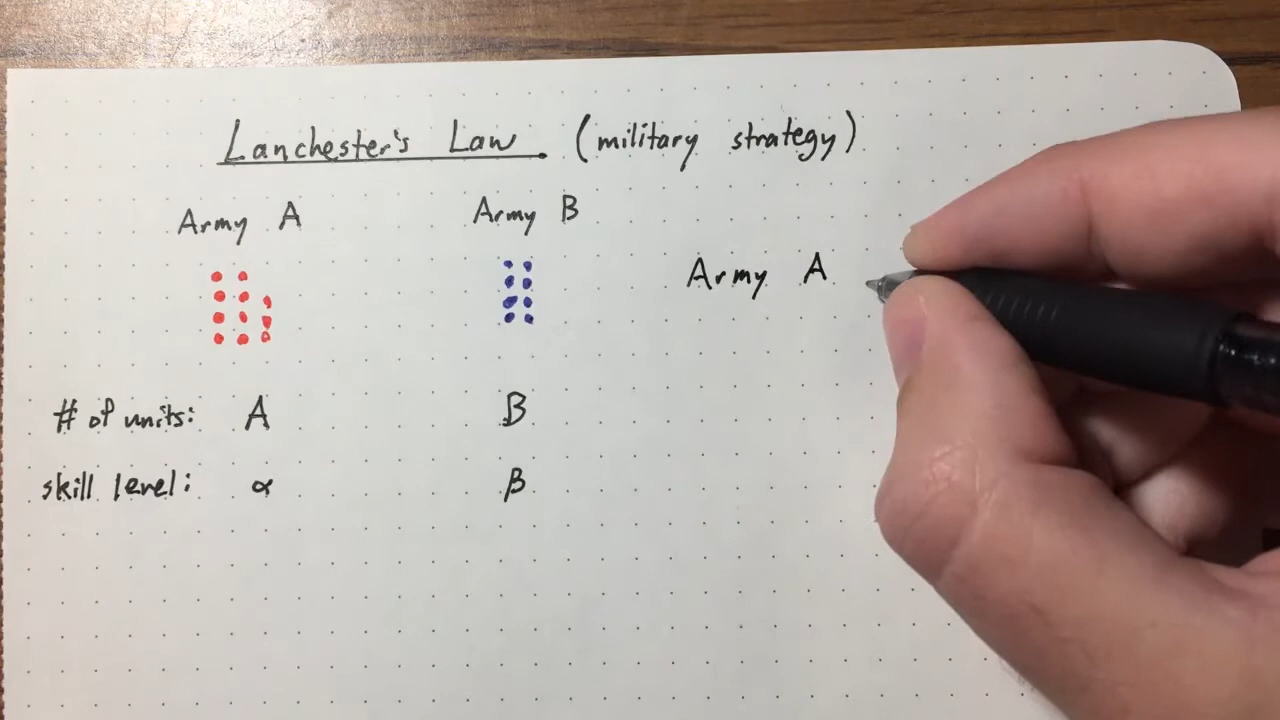 Lanchester's Law (military strategy)
Army A Army B
Army A
# of units: A B
skill level: α β